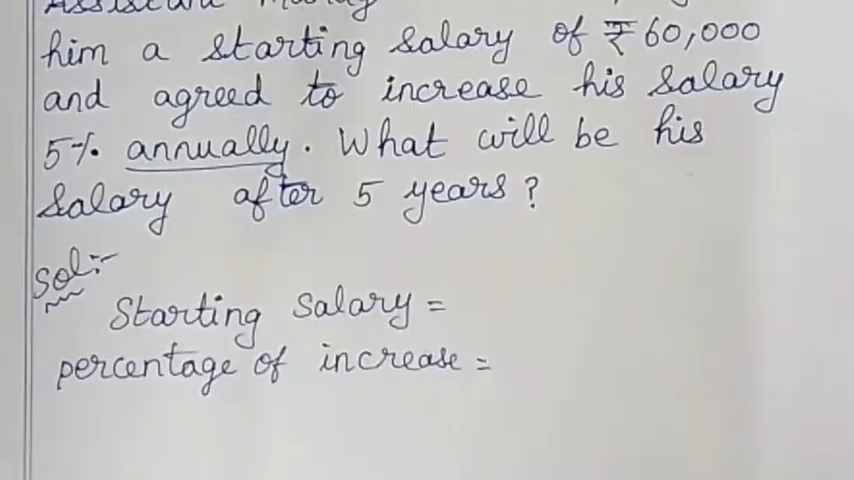 him a starting salary of ₹ 60,000
and agreed to increase his salary
5% annually. What will be his
salary after 5 years?
Sol:-
Starting salary =
percentage of increase =